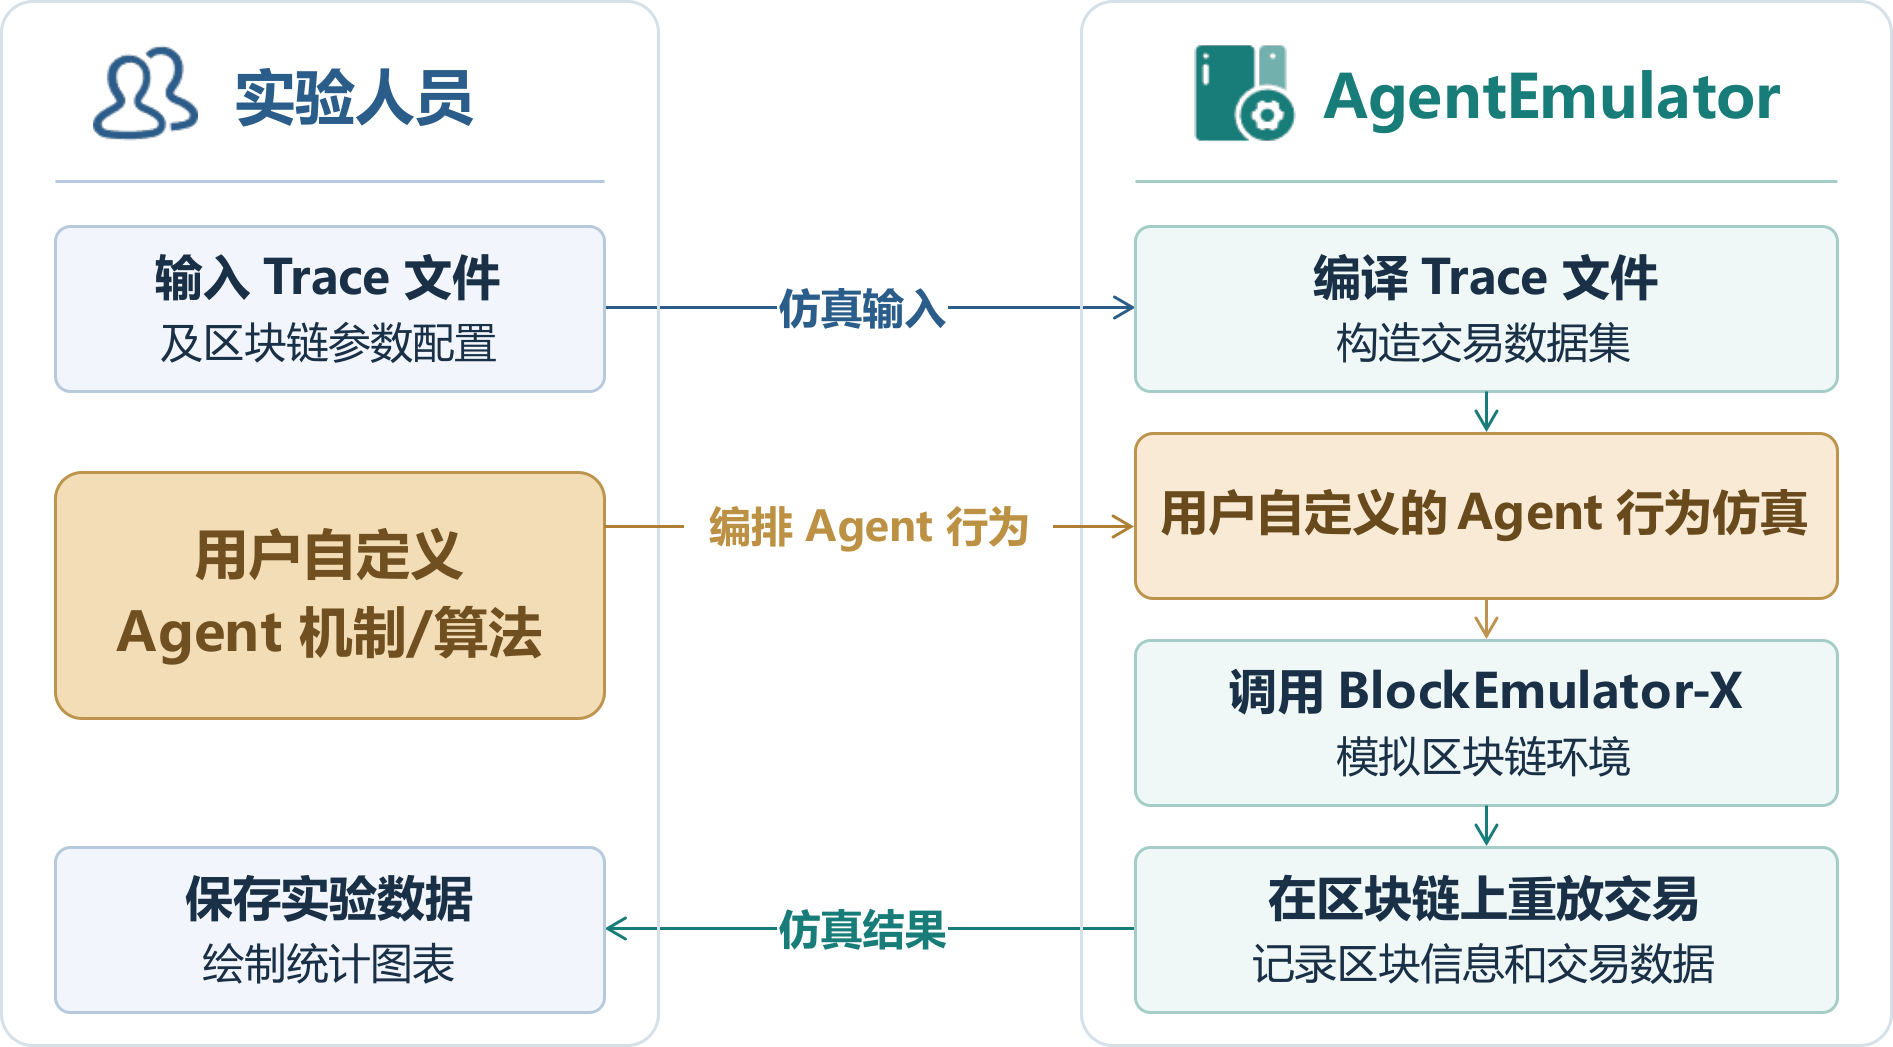 实验人员
输入 Trace 文件
及区块链参数配置
用户自定义
Agent 机制/算法
保存实验数据
绘制统计图表
仿真输入
编排 Agent 行为
仿真结果
AgentEmulator
编译 Trace 文件
构造交易数据集
用户自定义的 Agent 行为仿真
调用 BlockEmulator-X
模拟区块链环境
在区块链上重放交易
记录区块信息和交易数据